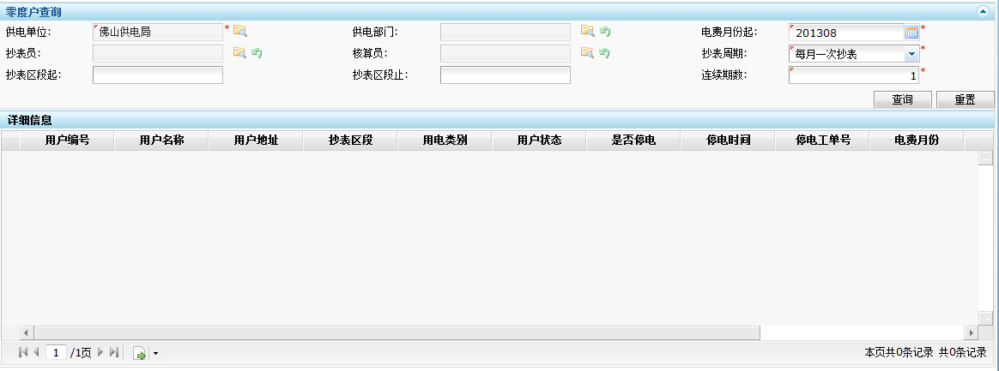 零度户查询
供电单位: 佛山供电局 * 供电部门: 电费月份起: 201308 *
抄表员: 核算员: 抄表周期: 每月一次抄表 *
抄表区段起: 抄表区段止: 连续期数: 1 *
查询 重置
详细信息
用户编号 用户名称 用户地址 抄表区段 用电类别 用户状态 是否停电 停电时间 停电工单号 电费月份
1 /1页 本页共0条记录 共0条记录